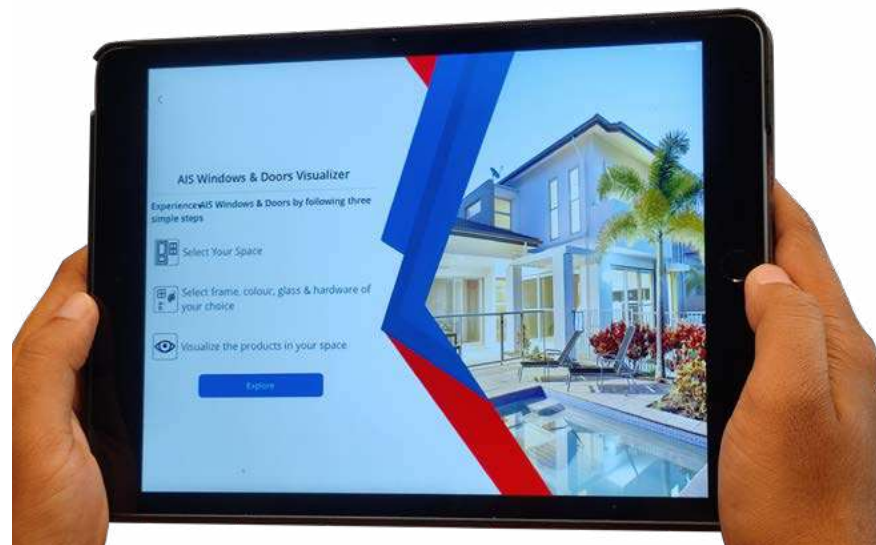 AIS Windows & Doors Visualizer
Experience AIS Windows & Doors by following three
simple steps
Select Your Space
Select frame, colour, glass & hardware of
your choice
Visualize the products in your space
Explore